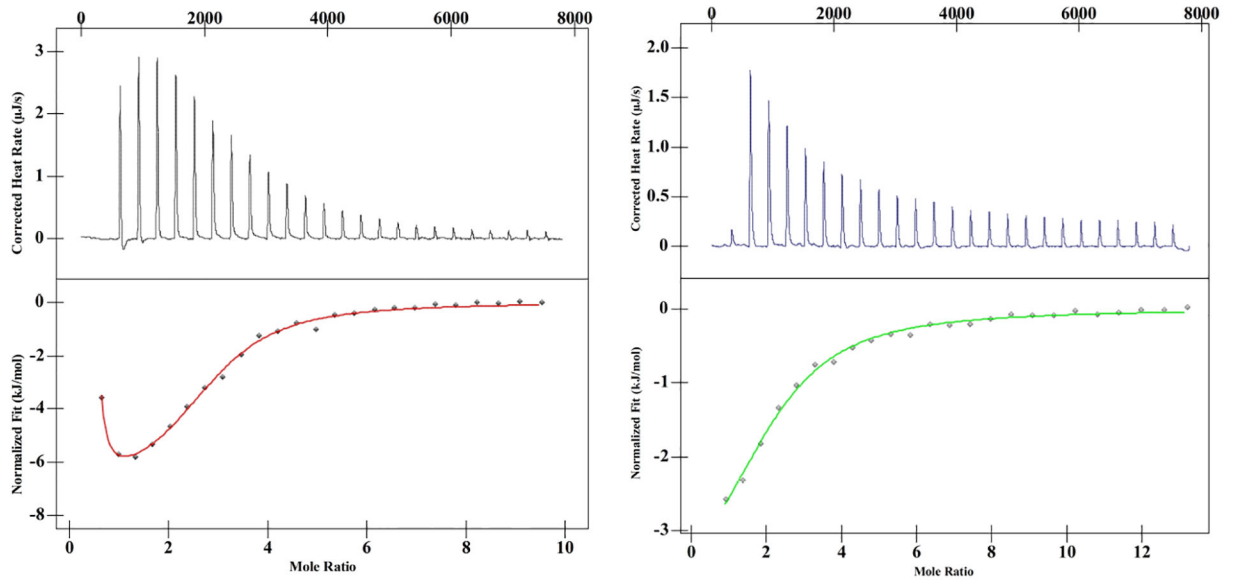 0 2000 4000 6000 8000
Corrected Heat Rate (µJ/s)
3
2
1
0
Normalized Fit (kJ/mol)
0
-2
-4
-6
-8
0 2 4 6 8 10
Mole Ratio
0 2000 4000 6000 8000
Corrected Heat Rate (µJ/s)
2.0
1.5
1.0
0.5
0
Normalized Fit (kJ/mol)
0
-1
-2
-3
0 2 4 6 8 10 12
Mole Ratio